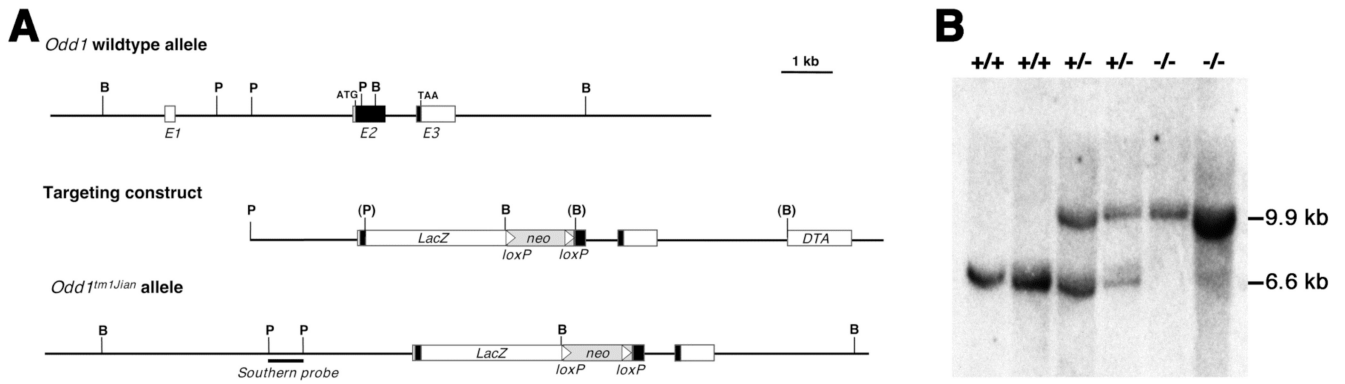 A
Odd1 wildtype allele
1 kb
B P P ATG P B TAA B
E1 E2 E3
Targeting construct
P (P) B (B) (B)
LacZ neo DTA
loxP loxP
Odd1tm1Jian allele
B P P B B
LacZ neo
Southern probe loxP loxP
B
+/+ +/+ +/- +/- -/- -/-
9.9 kb
6.6 kb